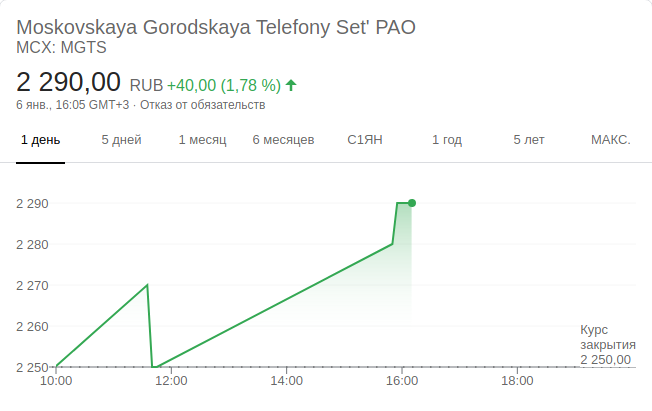 Moskovskaya Gorodskaya Telefony Set' PAO
MCX: MGTS
2 290,00 RUB +40,00 (1,78 %)
6 янв., 16:05 GMT+3 · Отказ от обязательств
1 день 5 дней 1 месяц 6 месяцев С1ЯН 1 год 5 лет МАКС.
2 290
2 280
2 270
2 260
2 250
Курс
закрытия
2 250,00
10:00 12:00 14:00 16:00 18:00